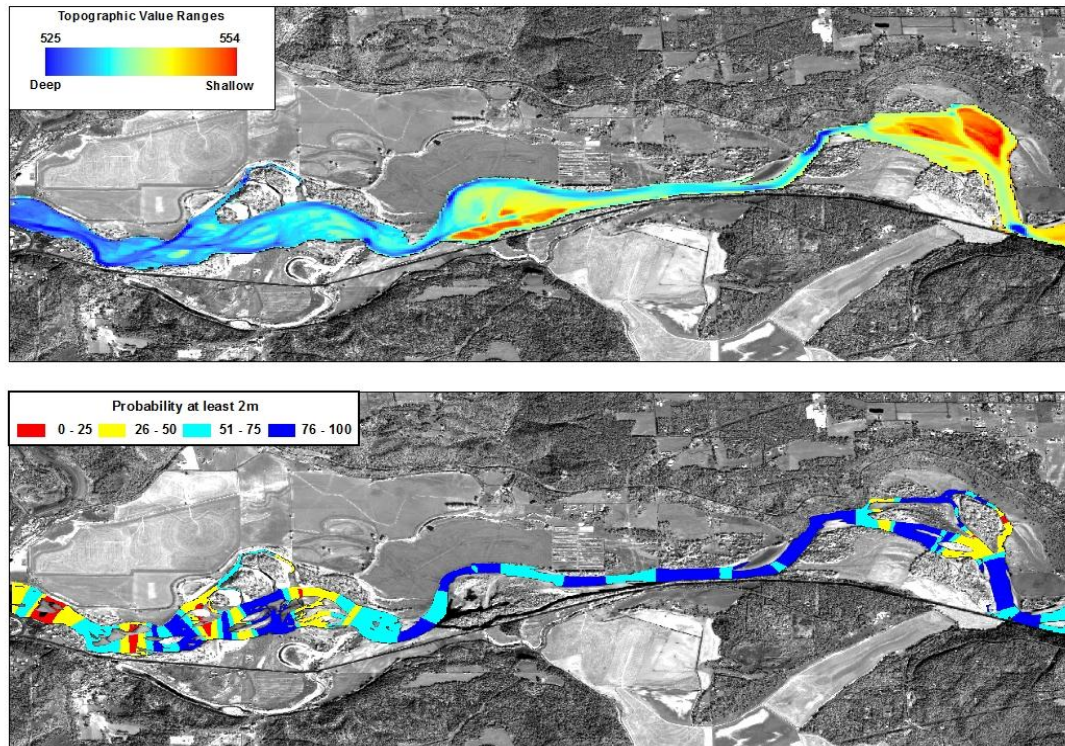 Topographic Value Ranges
525 554
Deep Shallow
Probability at least 2m
0 - 25 26 - 50 51 - 75 76 - 100